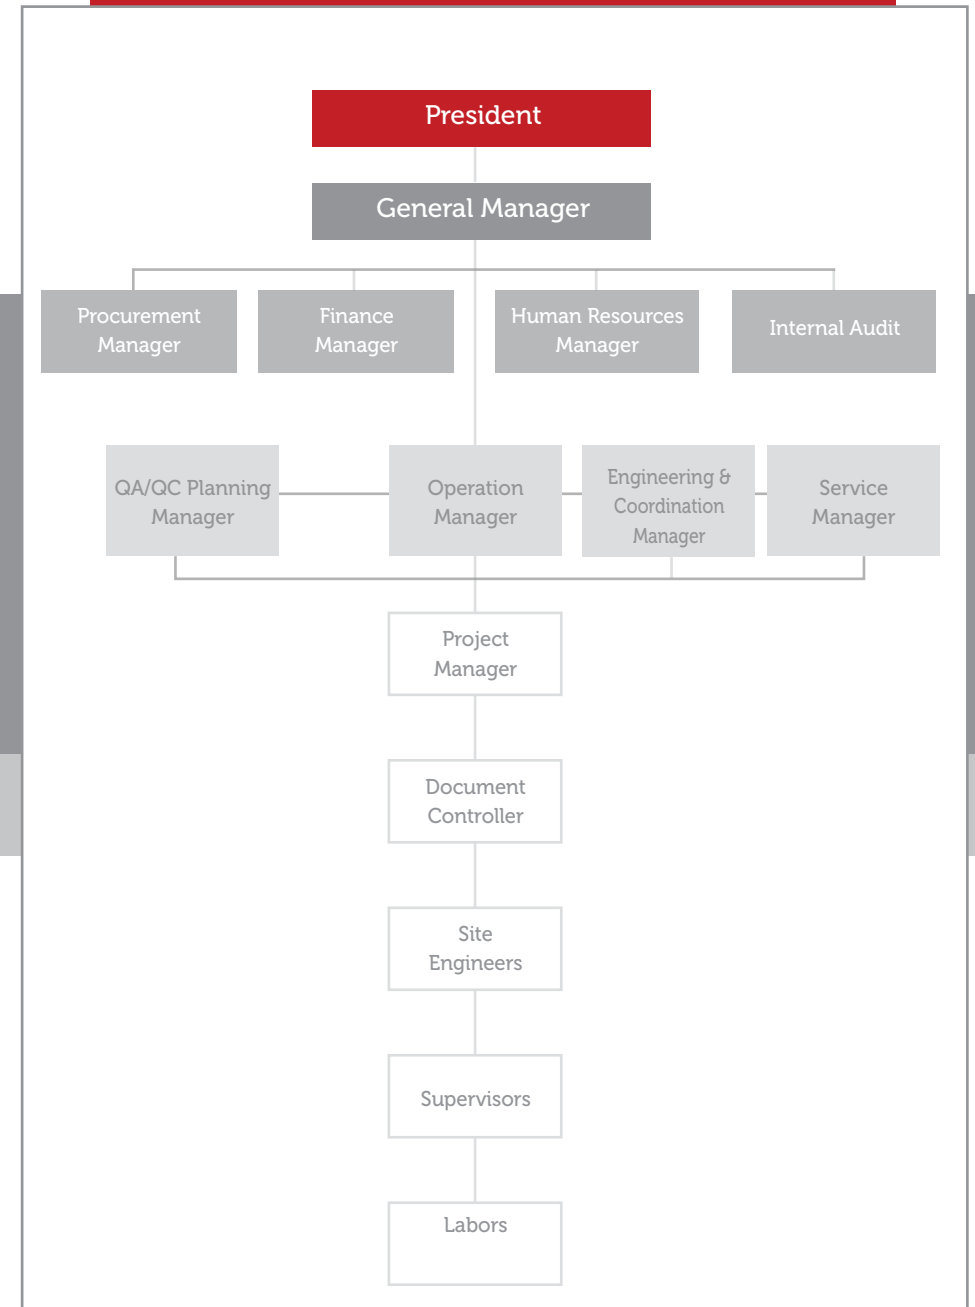 President
General Manager
Procurement
Manager
Finance
Manager
Human Resources
Manager
Internal Audit
QA/QC Planning
Manager
Operation
Manager
Engineering &
Coordination
Manager
Service
Manager
Project
Manager
Document
Controller
Site
Engineers
Supervisors
Labors